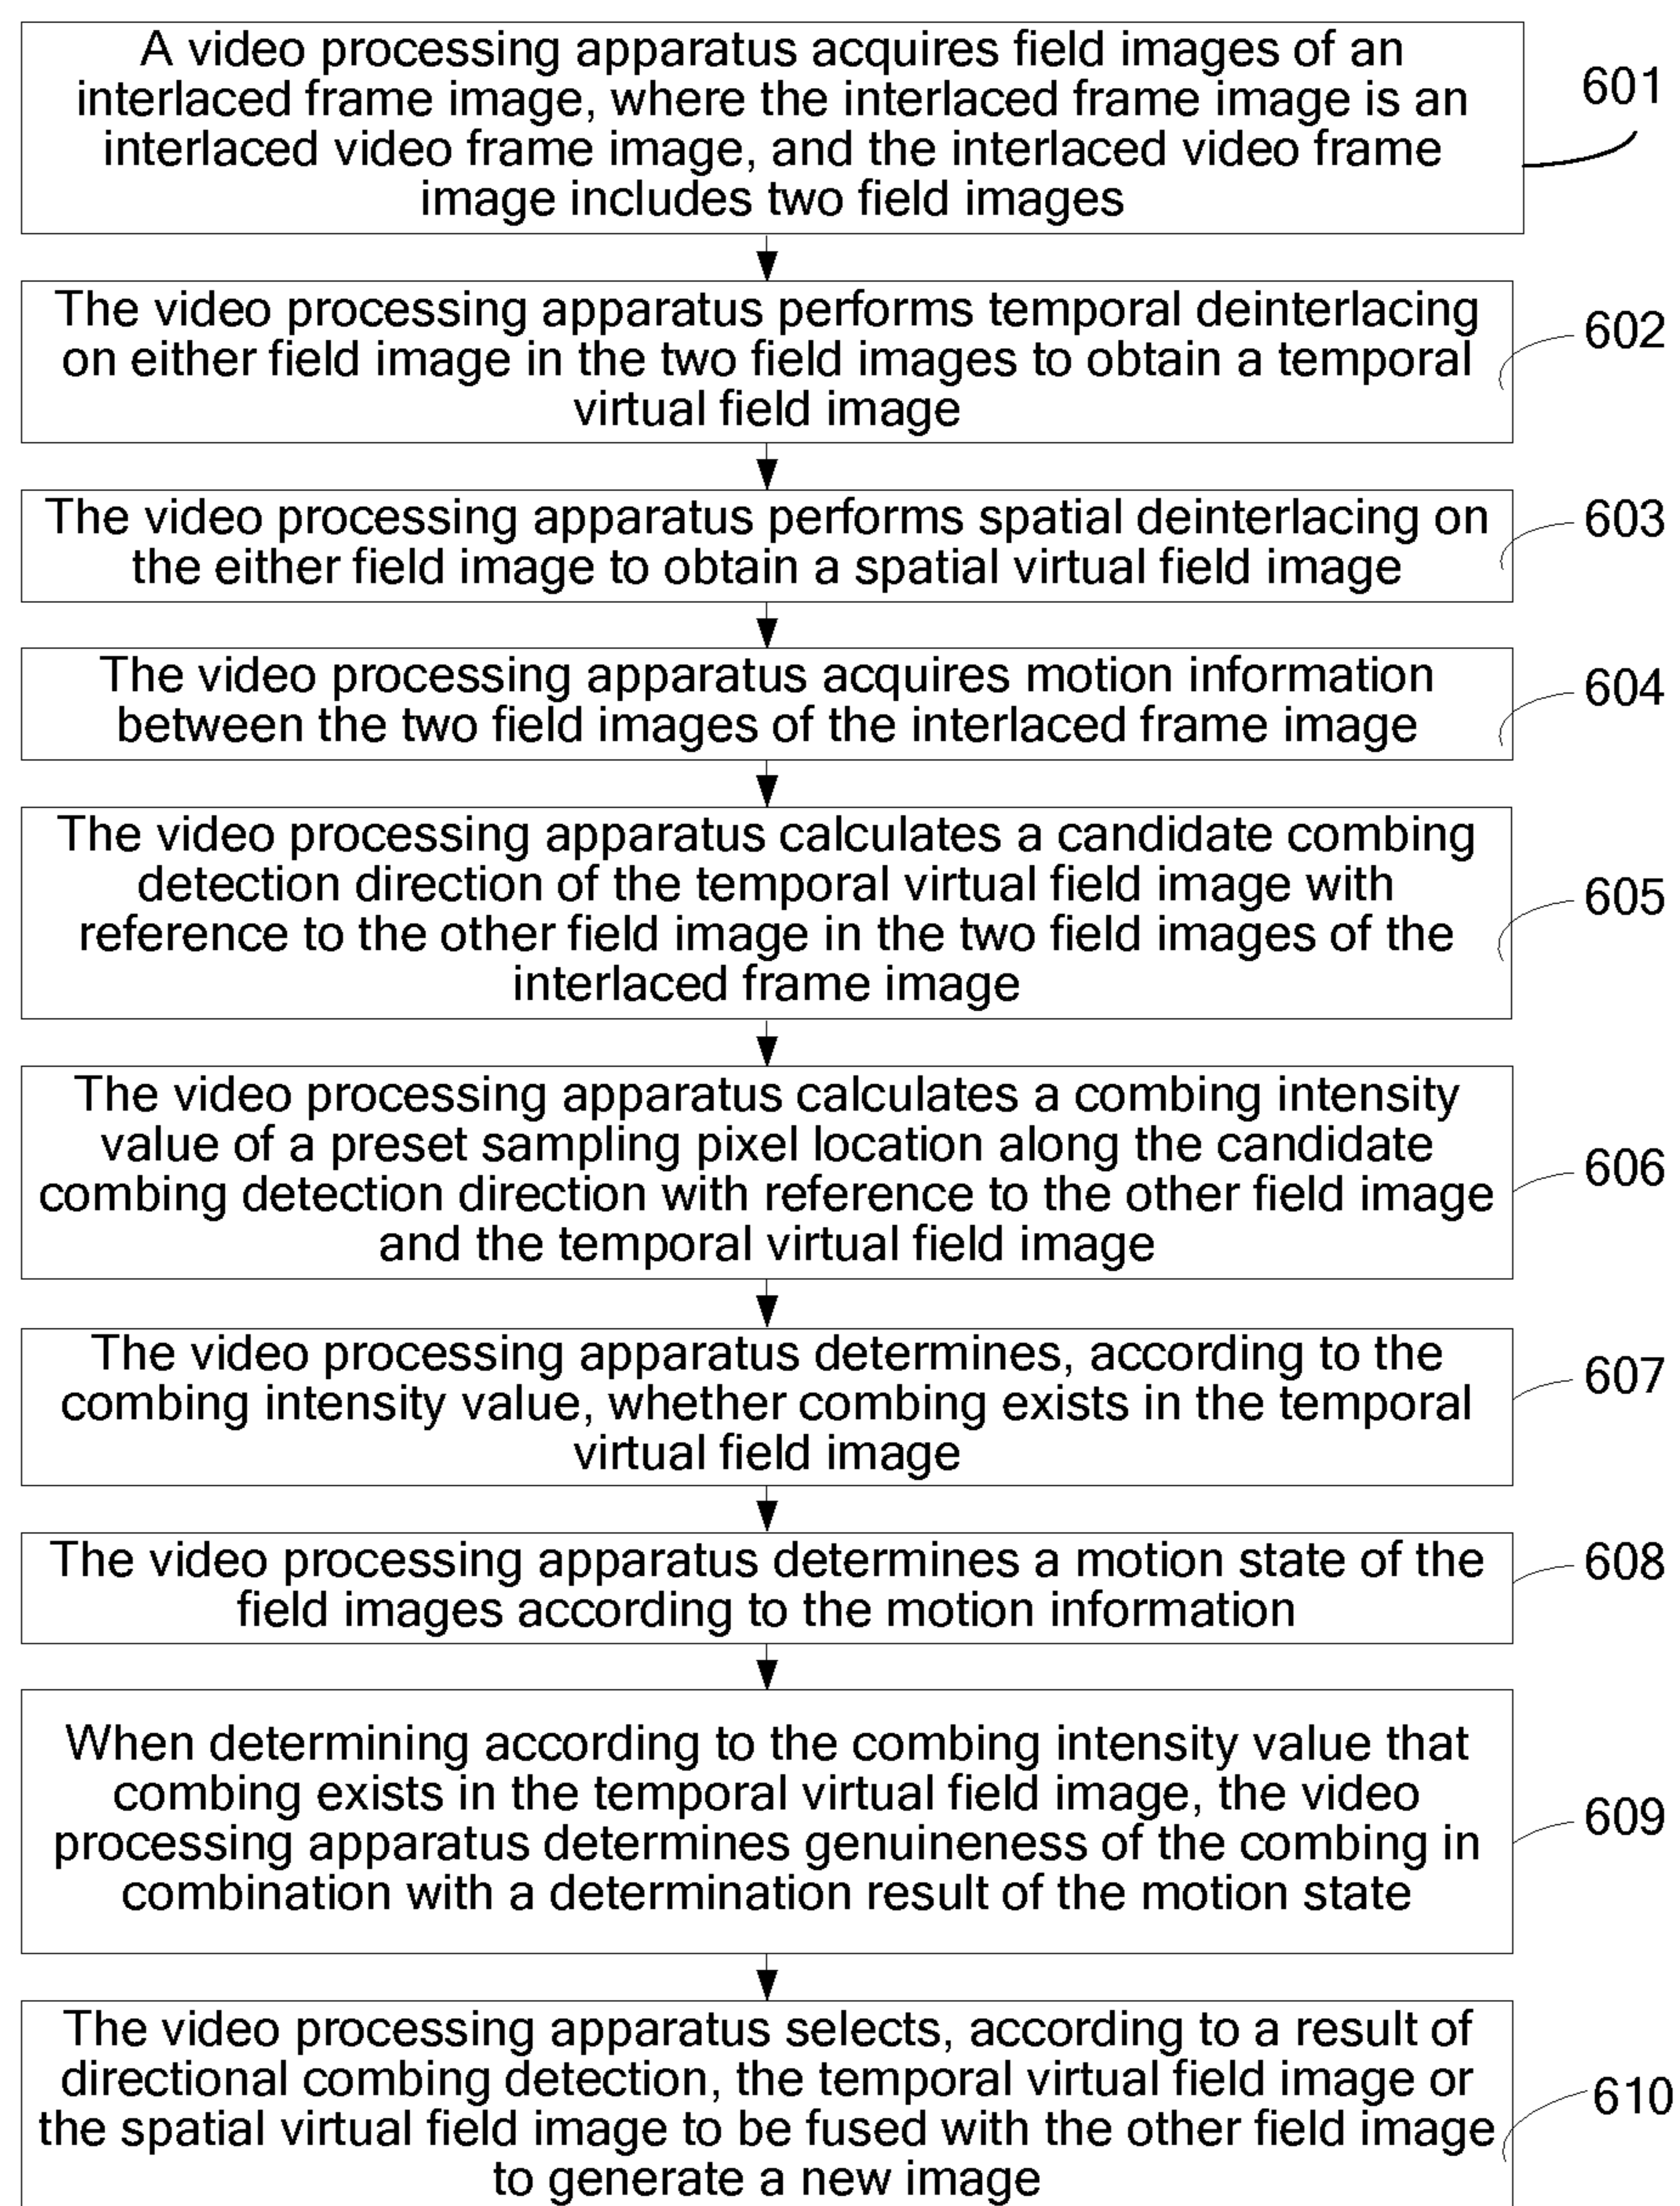 A video processing apparatus acquires field images of an
interlaced frame image, where the interlaced frame image is an
interlaced video frame image, and the interlaced video frame
image includes two field images
601
The video processing apparatus performs temporal deinterlacing
on either field image in the two field images to obtain a temporal
virtual field image
602
The video processing apparatus performs spatial deinterlacing on
the either field image to obtain a spatial virtual field image
603
The video processing apparatus acquires motion information
between the two field images of the interlaced frame image
604
The video processing apparatus calculates a candidate combing
detection direction of the temporal virtual field image with
reference to the other field image in the two field images of the
interlaced frame image
605
The video processing apparatus calculates a combing intensity
value of a preset sampling pixel location along the candidate
combing detection direction with reference to the other field image
and the temporal virtual field image
606
The video processing apparatus determines, according to the
combing intensity value, whether combing exists in the temporal
virtual field image
607
The video processing apparatus determines a motion state of the
field images according to the motion information
608
When determining according to the combing intensity value that
combing exists in the temporal virtual field image, the video
processing apparatus determines genuineness of the combing in
combination with a determination result of the motion state
609
The video processing apparatus selects, according to a result of
directional combing detection, the temporal virtual field image or
the spatial virtual field image to be fused with the other field image
to generate a new image
610